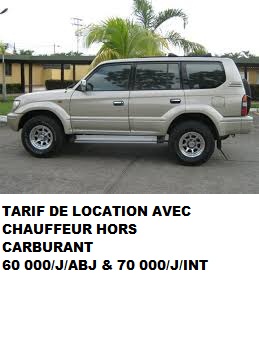 TARIF DE LOCATION AVEC
CHAUFFEUR HORS
CARBURANT
60 000/J/ABJ & 70 000/J/INT